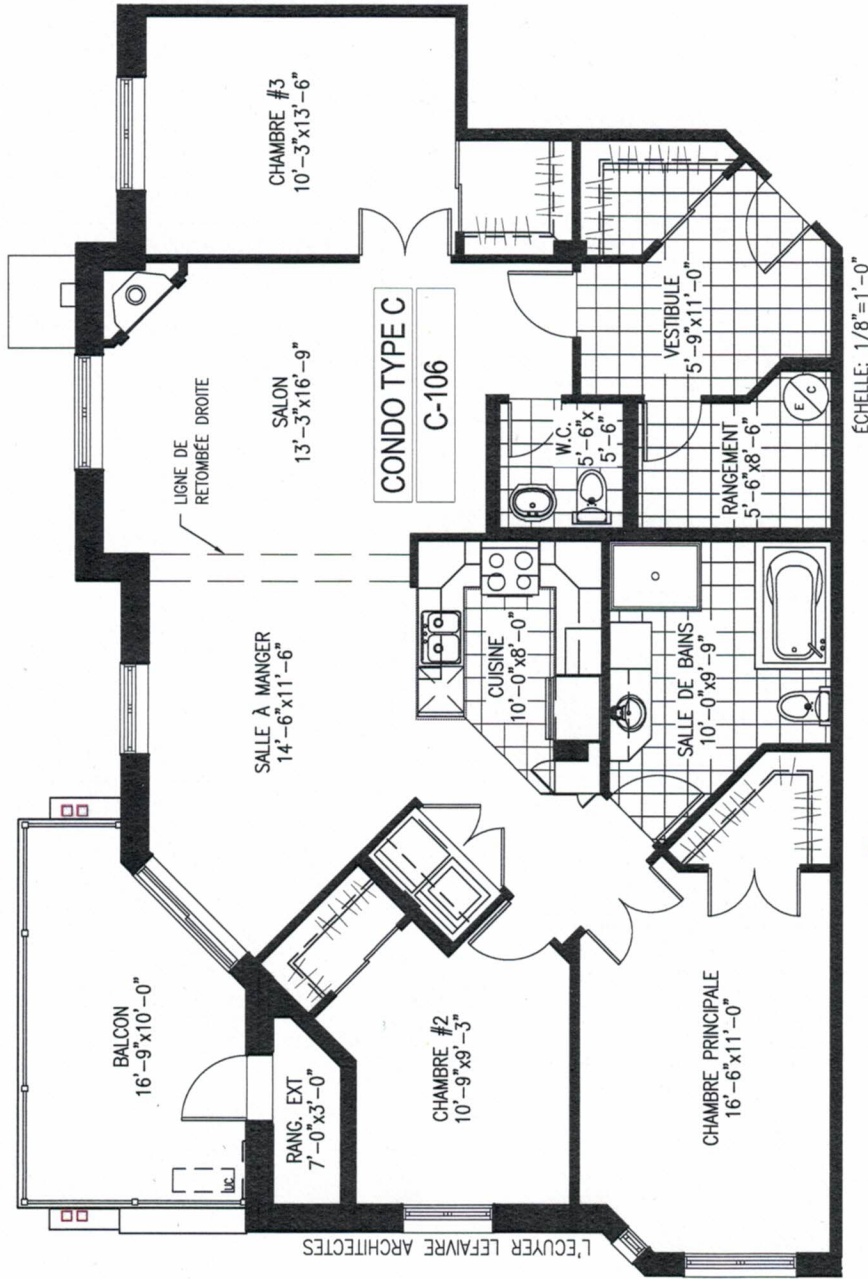 CHAMBRE #3
10'-3"x13'-6"
LIGNE DE
RETOMBÉE DROITE
SALON
13'-3"x16'-9"
CONDO TYPE C
C-106
VESTIBULE
5'-9"x11'-0"
W.C.
5'-6"x
5'-6"
RANGEMENT
5'-6"x8'-6"
E
C
SALLE À MANGER
14'-6"x11'-6"
CUISINE
10'-0"x8'-0"
SALLE DE BAINS
10'-0"x9'-9"
BALCON
16'-9"x10'-0"
UC
RANG. EXT
7'-0"x3'-0"
CHAMBRE #2
10'-9"x9'-3"
CHAMBRE PRINCIPALE
16'-6"x11'-0"
L'ECUYER LEFAIVRE ARCHITECTES
ÉCHELLE: 1/8"=1'-0"